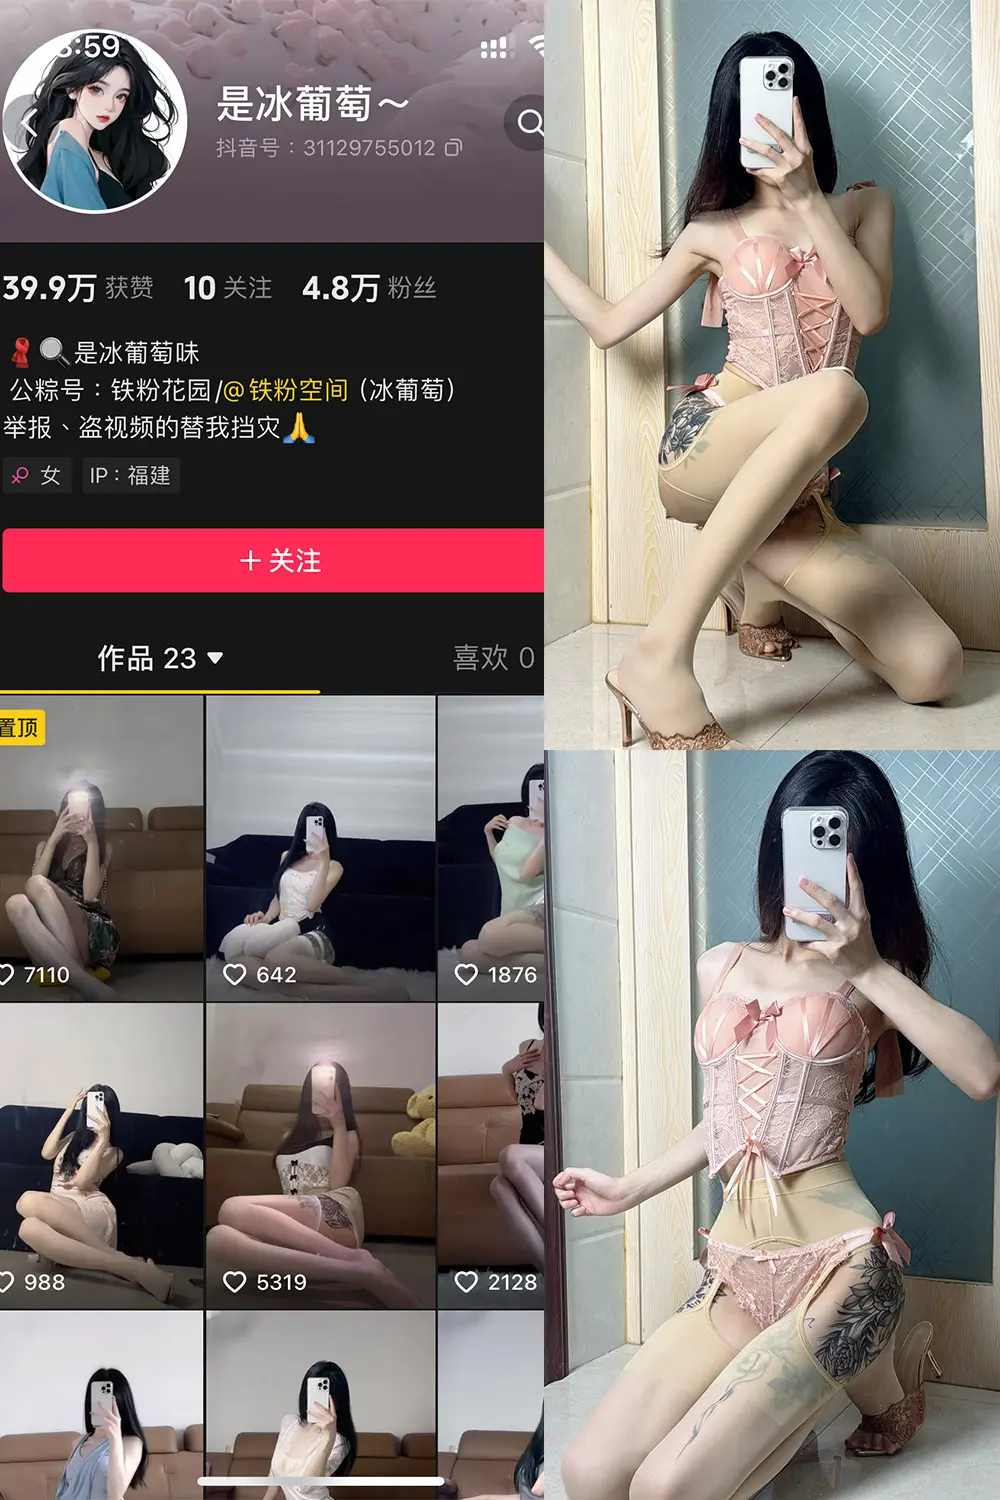 8:59
是冰葡萄～
抖音号：31129755012
39.9万 获赞 10 关注 4.8万 粉丝
是冰葡萄味
公粽号：铁粉花园/@铁粉空间（冰葡萄）
举报、盗视频的替我挡灾🙏
女 IP：福建
＋关注
作品 23 喜欢 0
置顶
7110 642 1876
988 5319 2128